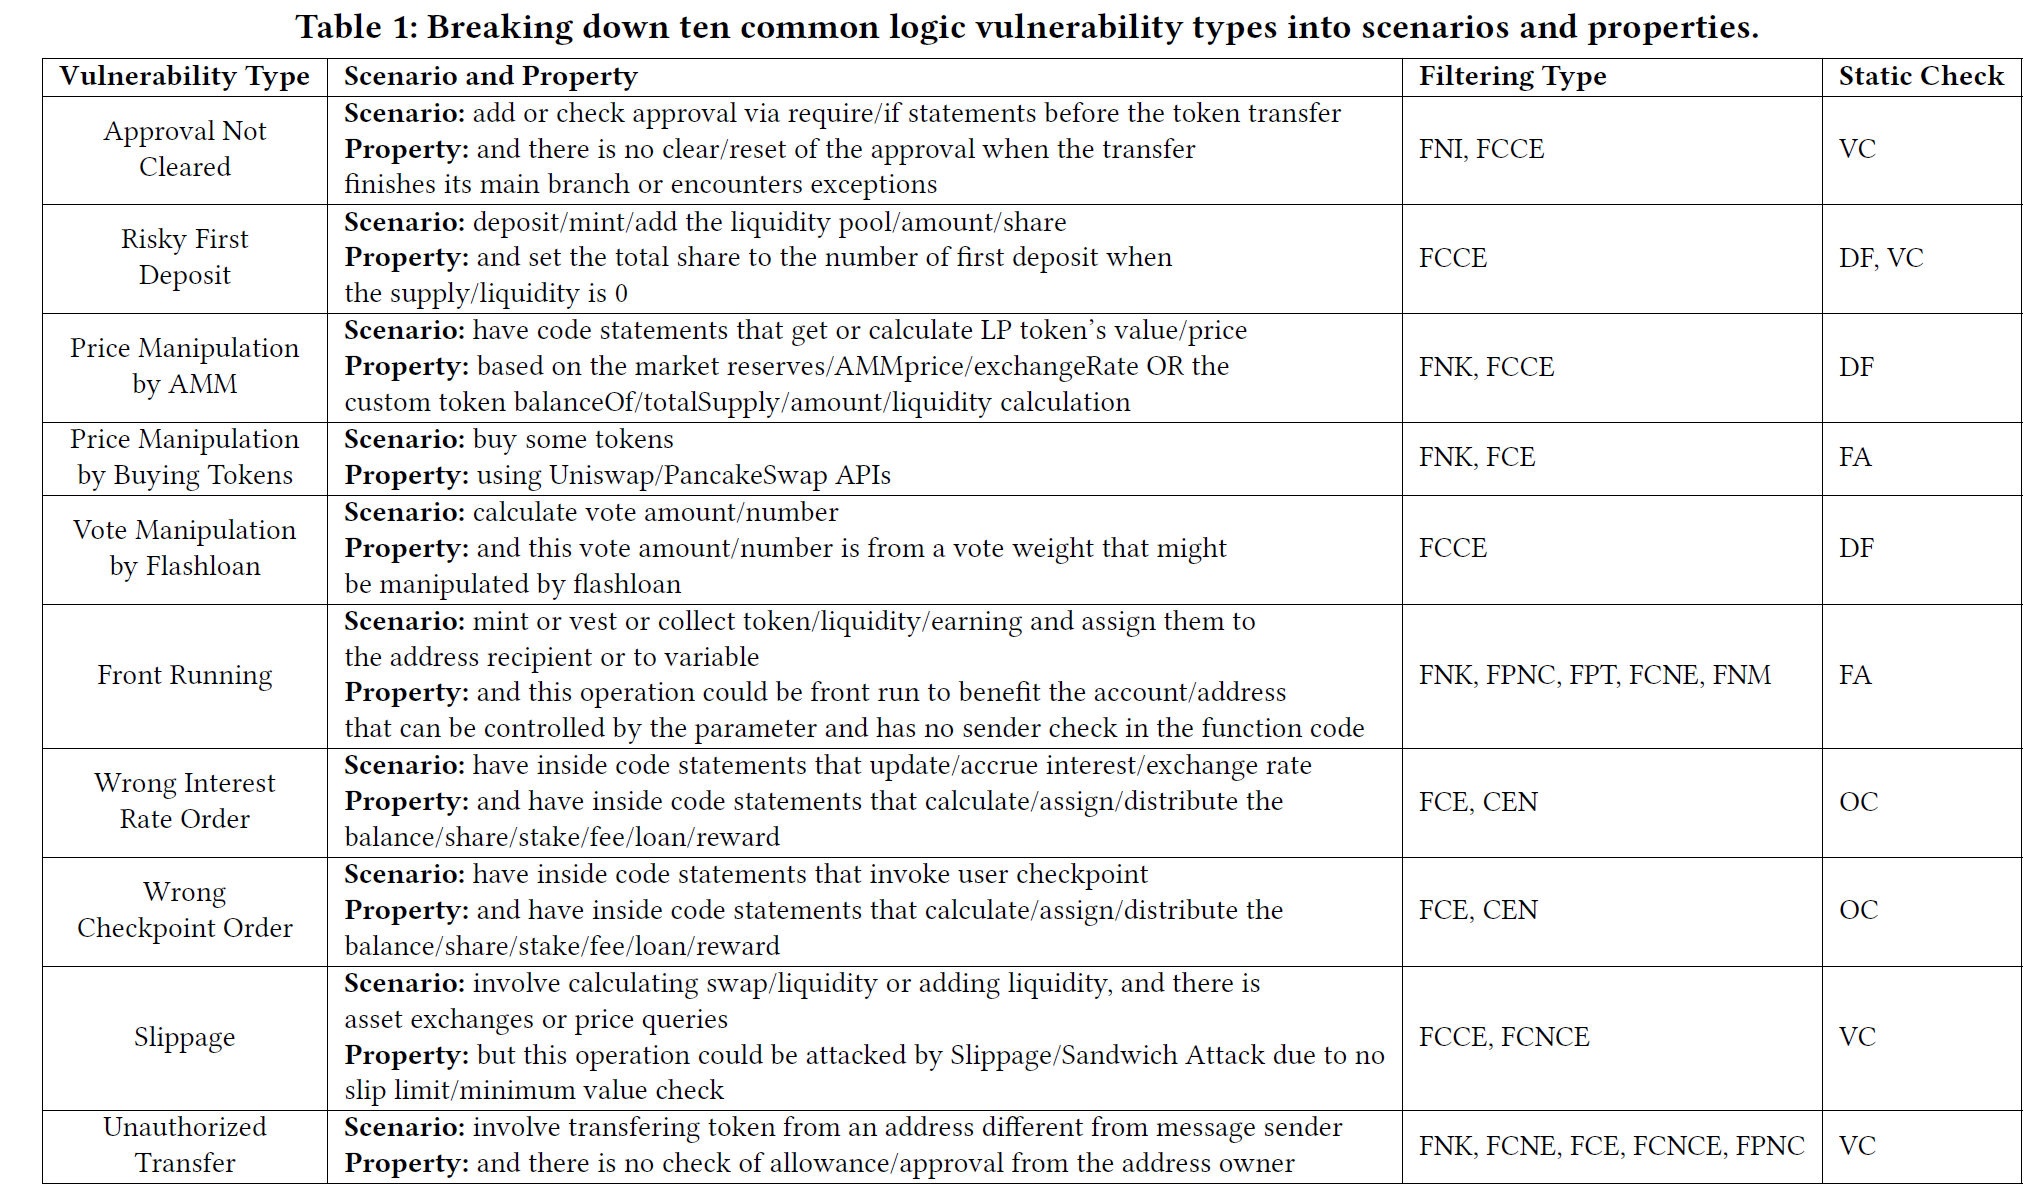 Table 1: Breaking down ten common logic vulnerability types into scenarios and properties.
Vulnerability Type Scenario and Property Filtering Type Static Check
Approval Not
Cleared
Scenario: add or check approval via require/if statements before the token transfer
Property: and there is no clear/reset of the approval when the transfer
finishes its main branch or encounters exceptions
FNI, FCCE
VC
Risky First
Deposit
Scenario: deposit/mint/add the liquidity pool/amount/share
Property: and set the total share to the number of first deposit when
the supply/liquidity is 0
FCCE
DF, VC
Price Manipulation
by AMM
Scenario: have code statements that get or calculate LP token's value/price
Property: based on the market reserves/AMMprice/exchangeRate OR the
custom token balanceOf/totalSupply/amount/liquidity calculation
FNK, FCCE
DF
Price Manipulation
by Buying Tokens
Scenario: buy some tokens
Property: using Uniswap/PancakeSwap APIs
FNK, FCE
FA
Vote Manipulation
by Flashloan
Scenario: calculate vote amount/number
Property: and this vote amount/number is from a vote weight that might
be manipulated by flashloan
FCCE
DF
Front Running
Scenario: mint or vest or collect token/liquidity/earning and assign them to
the address recipient or to variable
Property: and this operation could be front run to benefit the account/address
that can be controlled by the parameter and has no sender check in the function code
FNK, FPNC, FPT, FCNE, FNM
FA
Wrong Interest
Rate Order
Scenario: have inside code statements that update/accrue interest/exchange rate
Property: and have inside code statements that calculate/assign/distribute the
balance/share/stake/fee/loan/reward
FCE, CEN
OC
Wrong
Checkpoint Order
Scenario: have inside code statements that invoke user checkpoint
Property: and have inside code statements that calculate/assign/distribute the
balance/share/stake/fee/loan/reward
FCE, CEN
OC
Slippage
Scenario: involve calculating swap/liquidity or adding liquidity, and there is
asset exchanges or price queries
Property: but this operation could be attacked by Slippage/Sandwich Attack due to no
slip limit/minimum value check
FCCE, FCNCE
VC
Unauthorized
Transfer
Scenario: involve transfering token from an address different from message sender
Property: and there is no check of allowance/approval from the address owner
FNK, FCNE, FCE, FCNCE, FPNC
VC